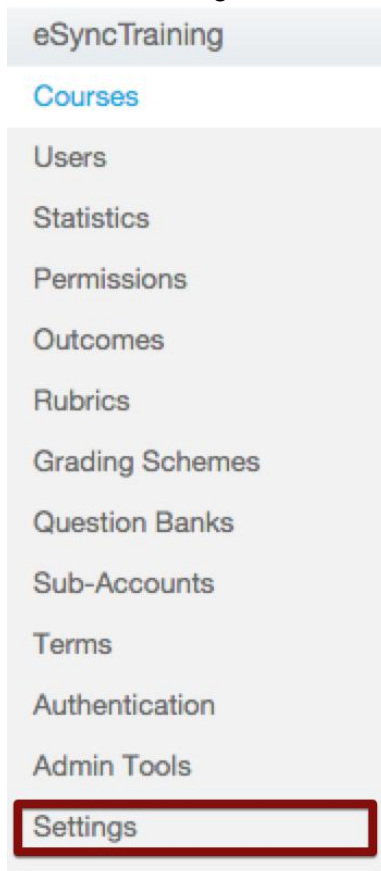 eSyncTraining
Courses
Users
Statistics
Permissions
Outcomes
Rubrics
Grading Schemes
Question Banks
Sub-Accounts
Terms
Authentication
Admin Tools
Settings